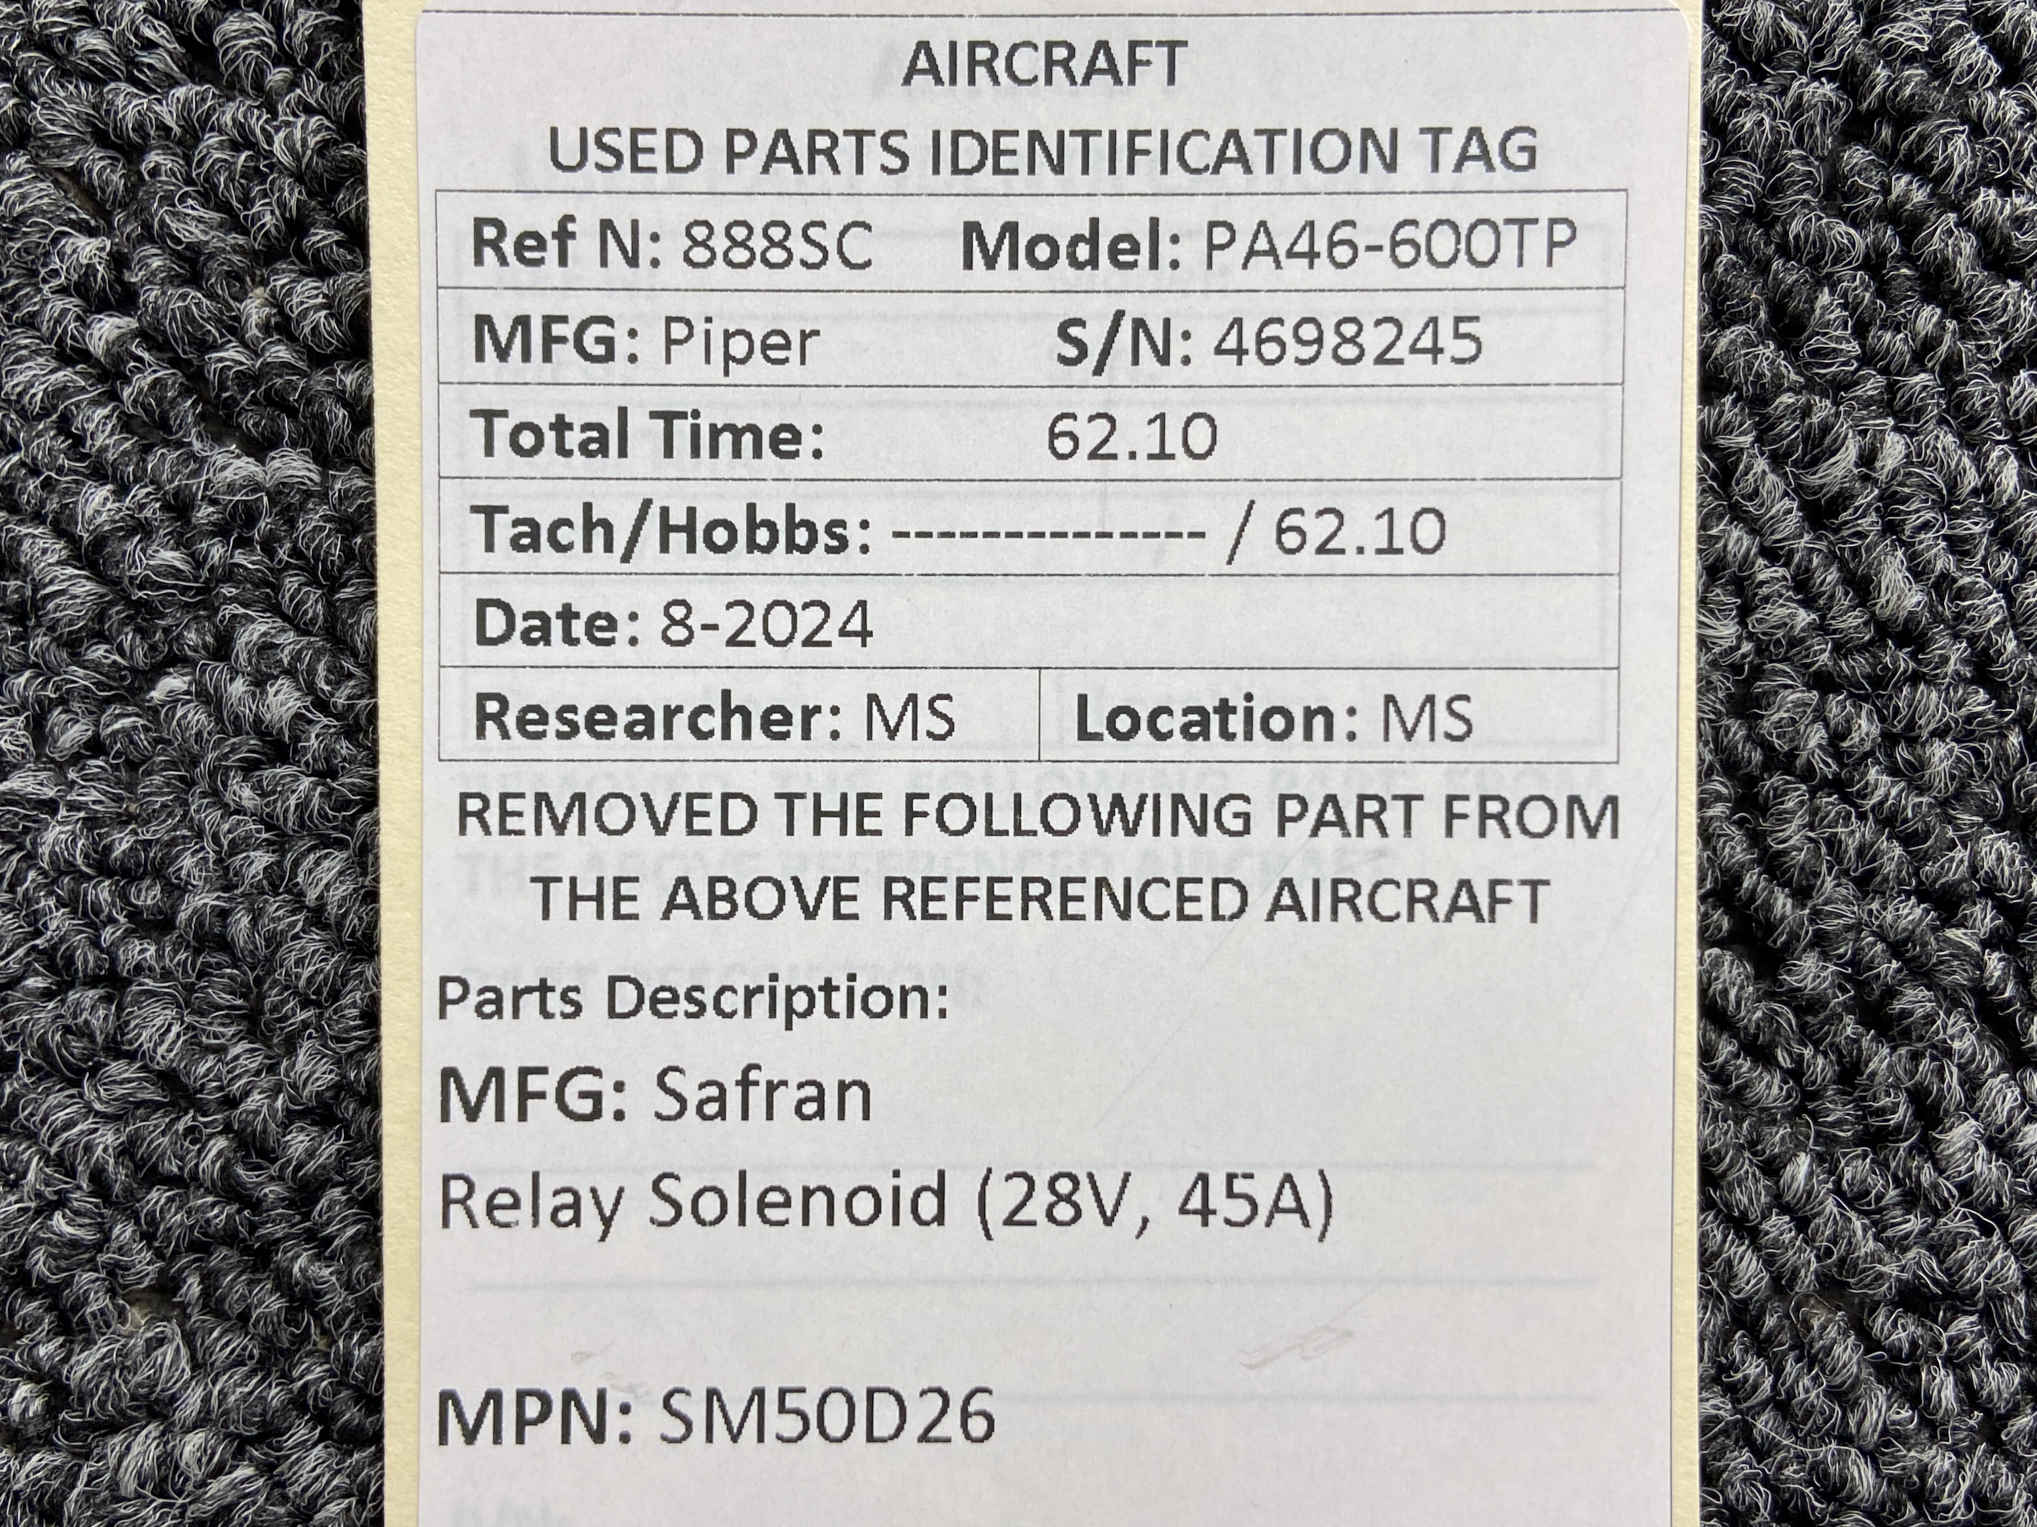 AIRCRAFT
USED PARTS IDENTIFICATION TAG
Ref N: 888SC Model: PA46-600TP
MFG: Piper S/N: 4698245
Total Time: 62.10
Tach/Hobbs: -------------- / 62.10
Date: 8-2024
Researcher: MS Location: MS
REMOVED THE FOLLOWING PART FROM
THE ABOVE REFERENCED AIRCRAFT
Parts Description:
MFG: Safran
Relay Solenoid (28V, 45A)
MPN: SM50D26